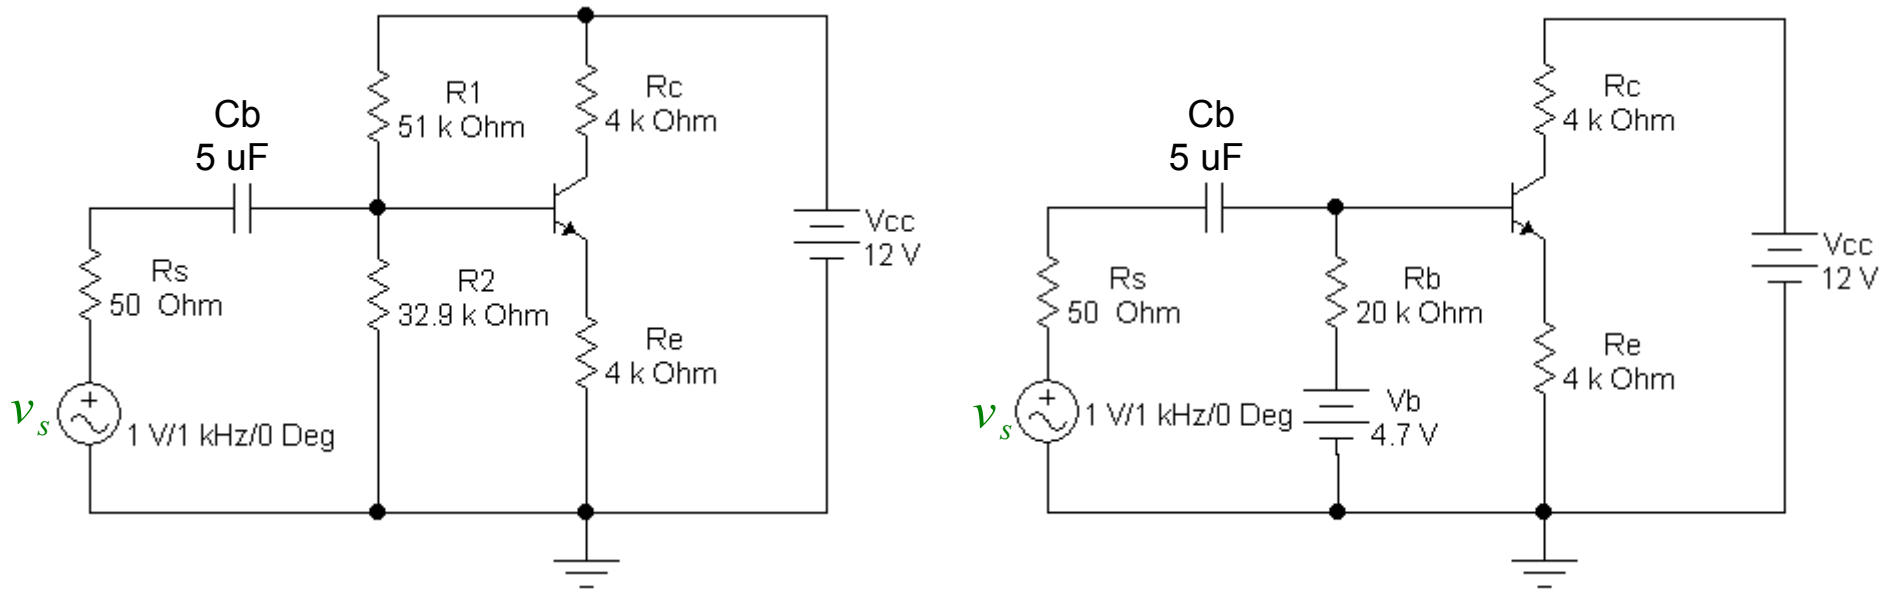 Cb
5 uF
R1
51 k Ohm
Rc
4 k Ohm
Rs
50 Ohm
R2
32.9 k Ohm
Vcc
12 V
Re
4 k Ohm
vs
1 V/1 kHz/0 Deg
Cb
5 uF
Rc
4 k Ohm
Rs
50 Ohm
Rb
20 k Ohm
Vcc
12 V
Re
4 k Ohm
vs
1 V/1 kHz/0 Deg
Vb
4.7 V